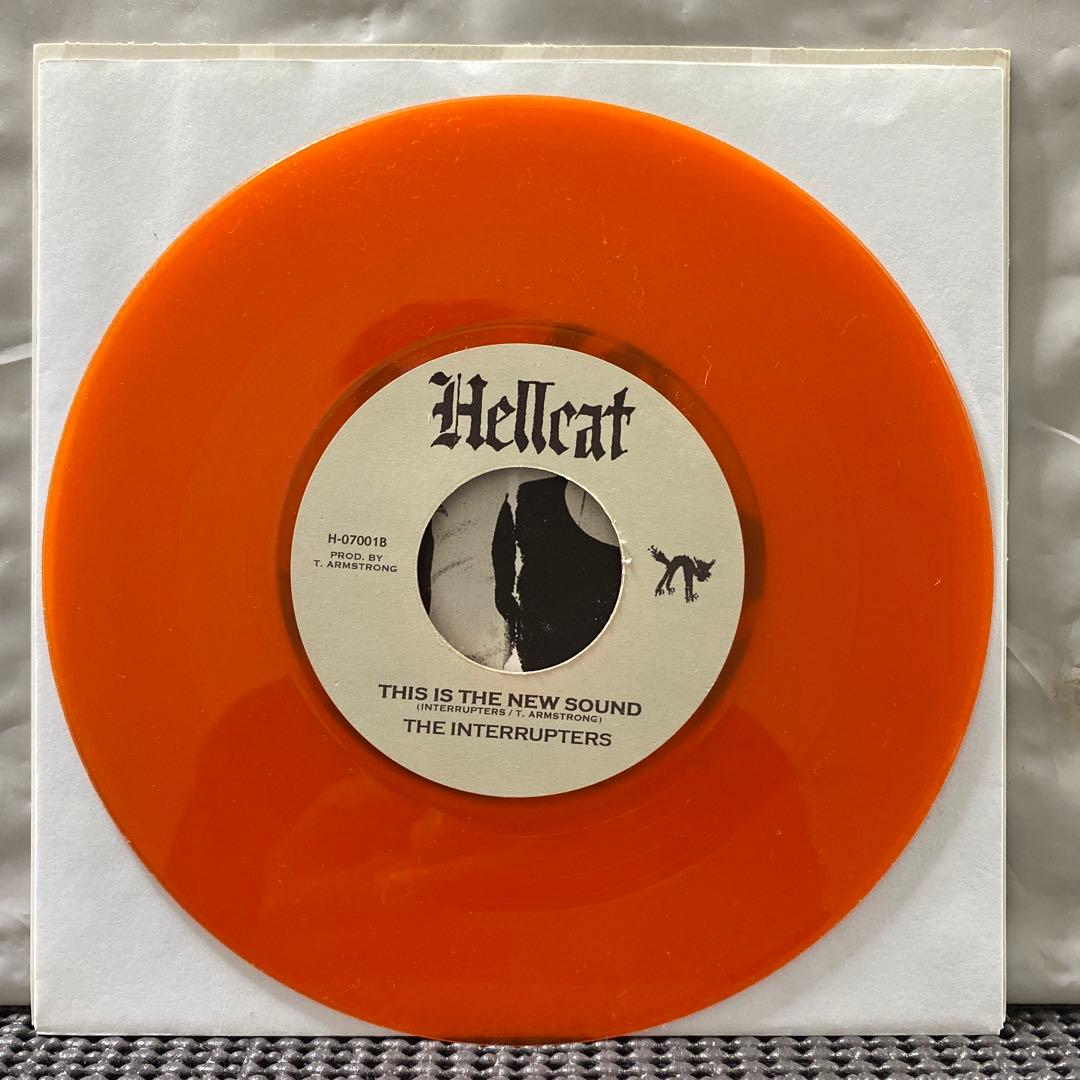 Hellcat
H-07001B
PROD. BY
T. ARMSTRONG
THIS IS THE NEW SOUND
(INTERRUPTERS / T. ARMSTRONG)
THE INTERRUPTERS